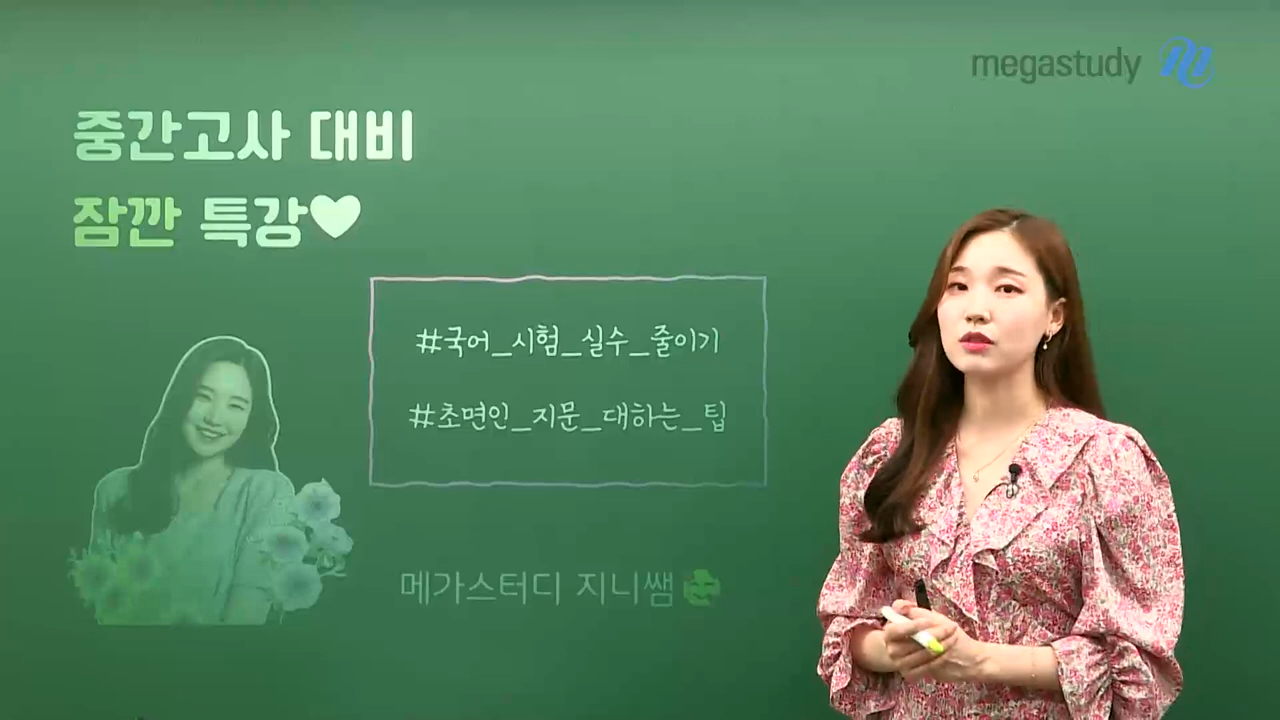 megastudy
중간고사 대비
잠깐 특강♥
#국어_시험_실수_줄이기
#초면인_지문_대하는_팁
메가스터디 지니쌤